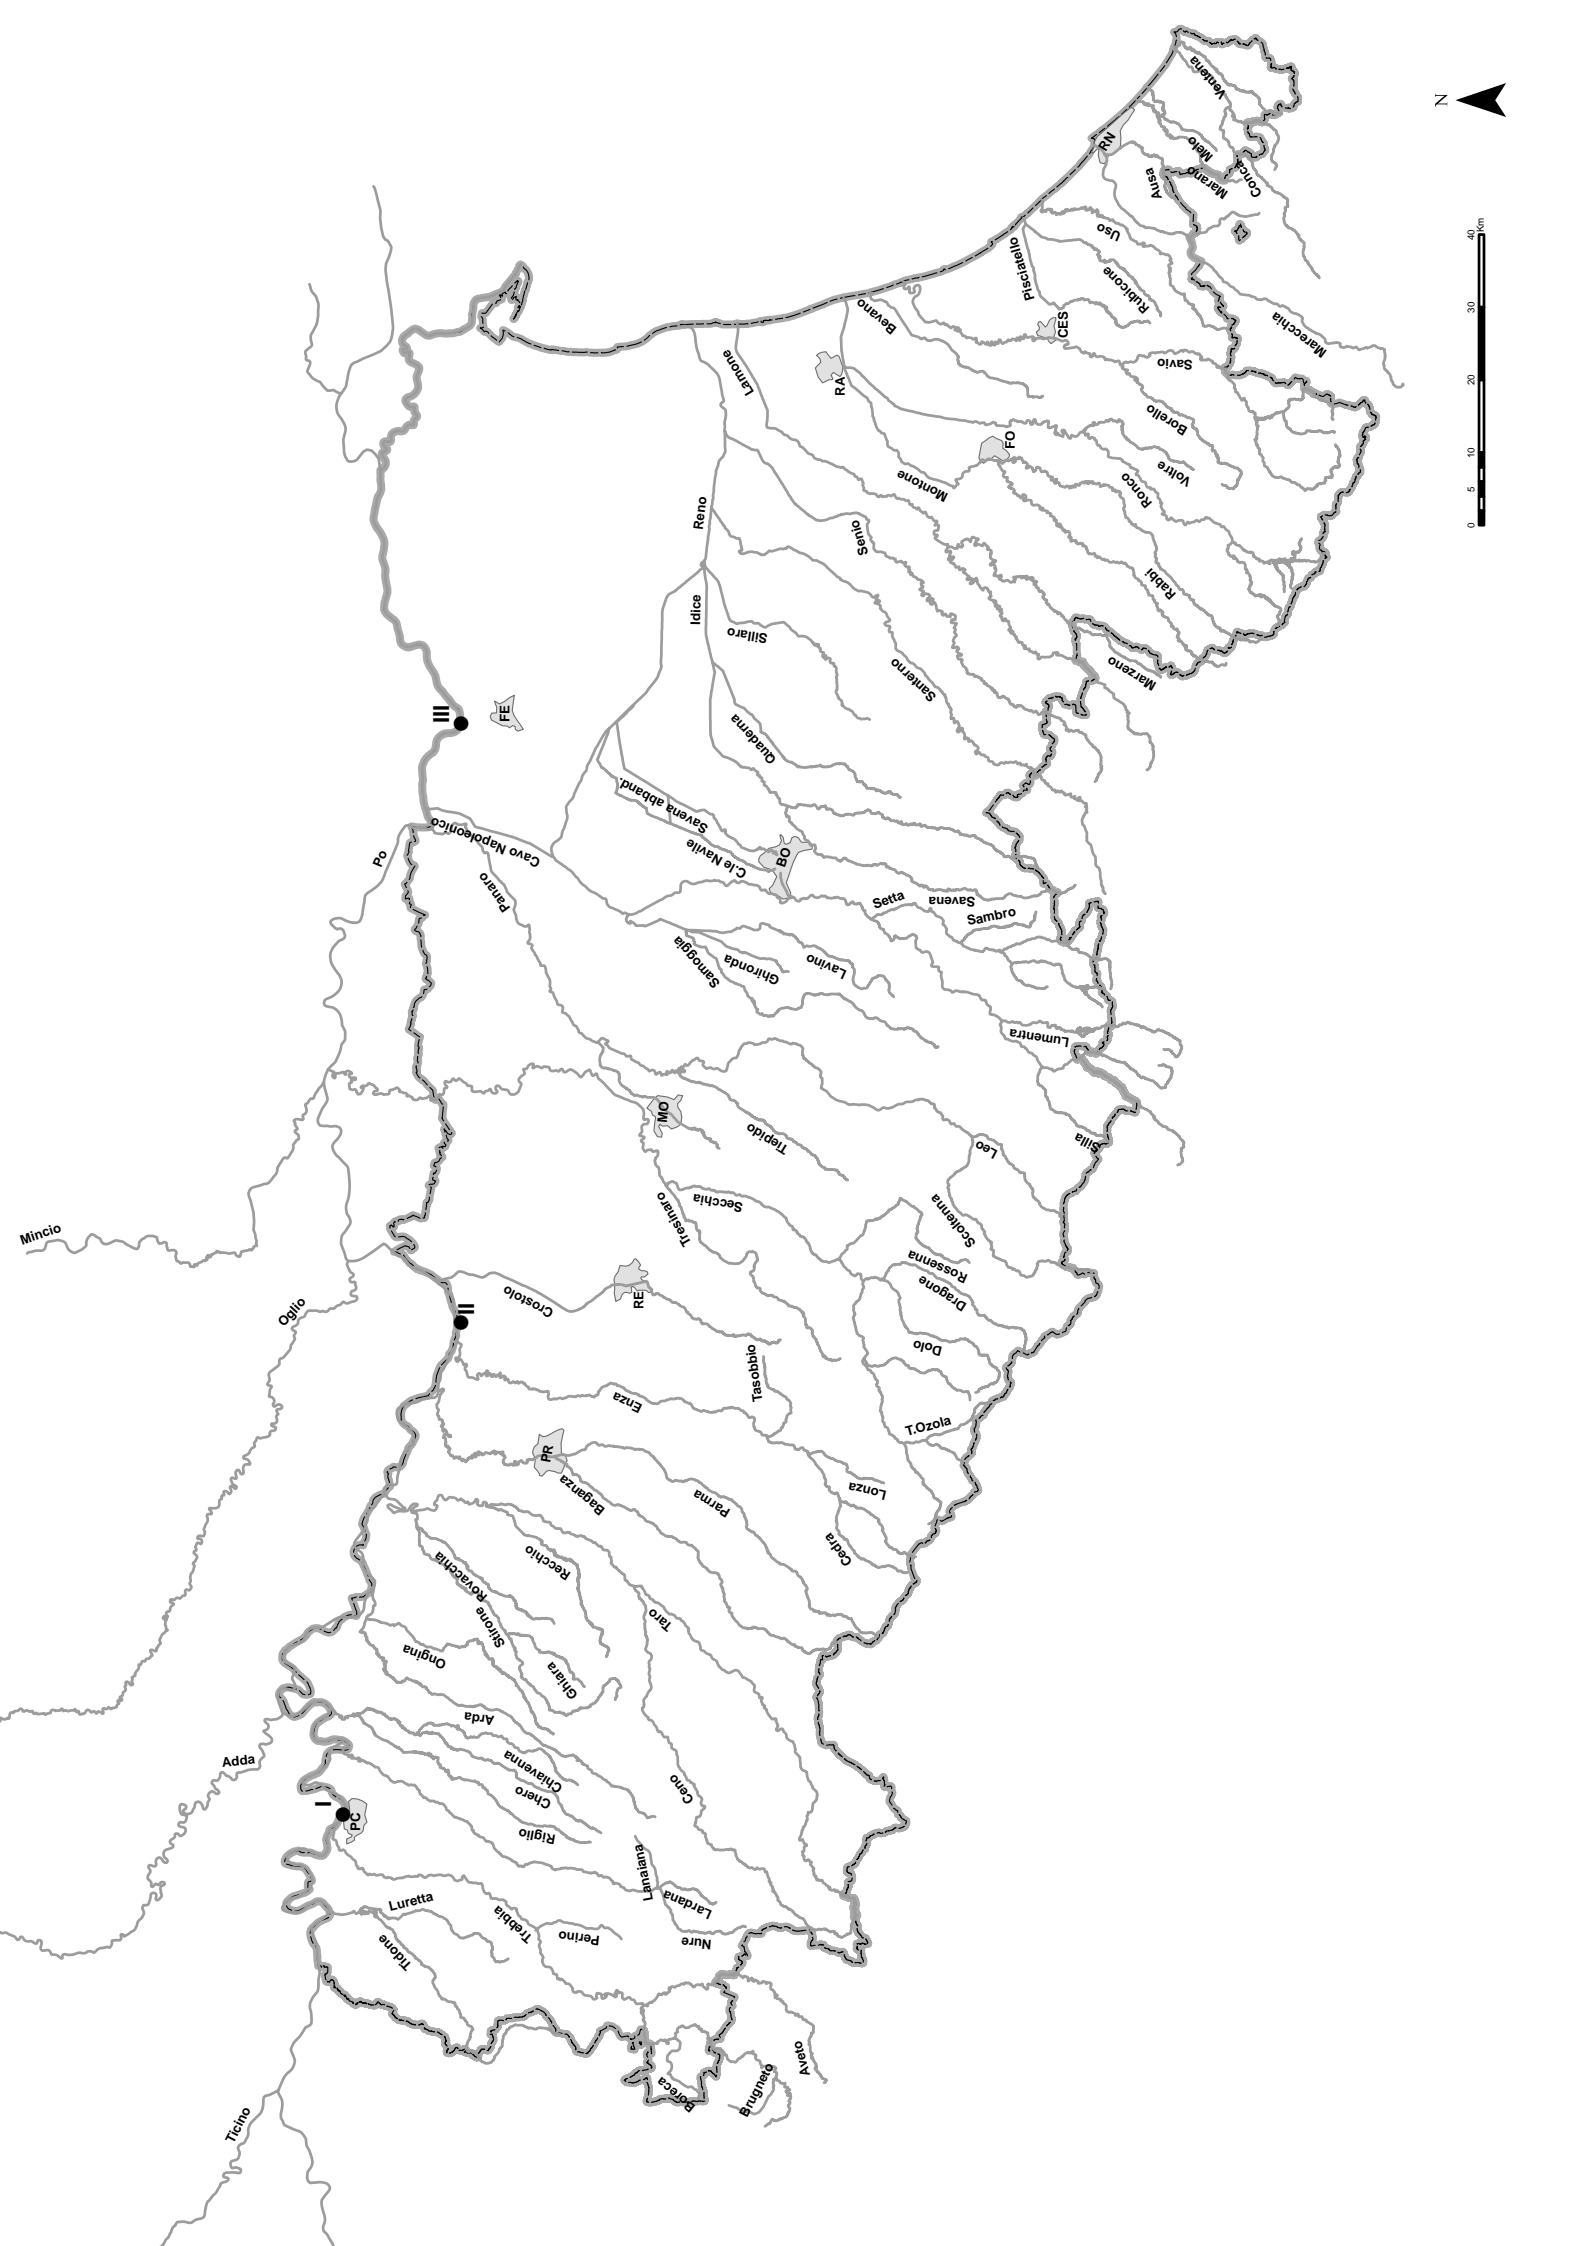 Ticino
Adda
Oglio
Mincio
Po
I
II
III
PC
PR
RE
MO
BO
FE
RA
FO
CES
RN
Tidone
Luretta
Trebbia
Perino
Boreca
Brugneto
Aveto
Nure
Lardana
Lanaiana
Riglio
Chero
Chiavenna
Arda
Ongina
Ghiara
Stirone
Rovacchia
Recchio
Ceno
Taro
Baganza
Parma
Cedra
Lonza
Enza
Tasobbio
Crostolo
T.Ozola
Dolo
Dragone
Rossenna
Tresinaro
Secchia
Tiepido
Scoltenna
Leo
Panaro
Cavo Napoleonico
Silla
Lumentra
Samoggia
Ghironda
Lavino
Setta
Sambro
Savena
C.le Navile
Savena abband.
Quaderna
Idice
Sillaro
Reno
Santerno
Senio
Lamone
Marzeno
Montone
Rabbi
Ronco
Voltre
Bevano
Borello
Savio
Pisciatello
Rubicone
Uso
Marecchia
Ausa
Marano
Melo
Conca
Ventena
N
0 5 10 20 30 40
Km